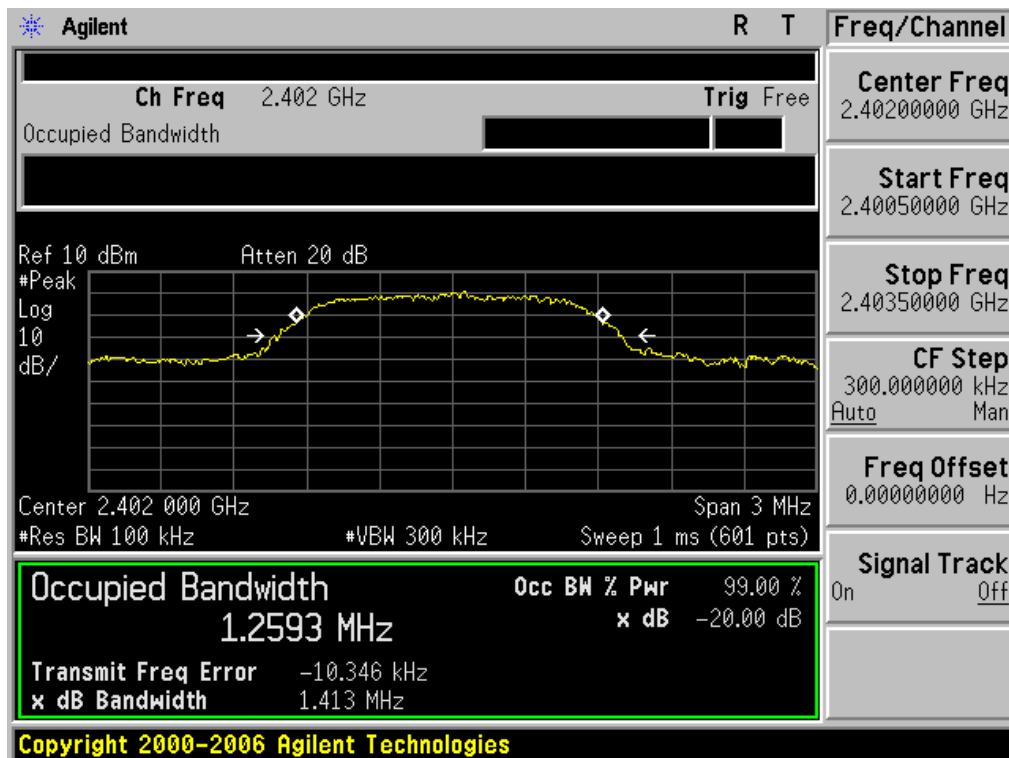 Agilent R T
Ch Freq 2.402 GHz Trig Free
Occupied Bandwidth
Ref 10 dBm Atten 20 dB
#Peak
Log
10
dB/
Center 2.402 000 GHz Span 3 MHz
#Res BW 100 kHz #VBW 300 kHz Sweep 1 ms (601 pts)
Occupied Bandwidth
1.2593 MHz
Occ BW % Pwr 99.00 %
x dB -20.00 dB
Transmit Freq Error -10.346 kHz
x dB Bandwidth 1.413 MHz
Copyright 2000-2006 Agilent Technologies
Freq/Channel
Center Freq
2.40200000 GHz
Start Freq
2.40050000 GHz
Stop Freq
2.40350000 GHz
CF Step
300.000000 kHz
Auto Man
Freq Offset
0.00000000 Hz
Signal Track
On Off